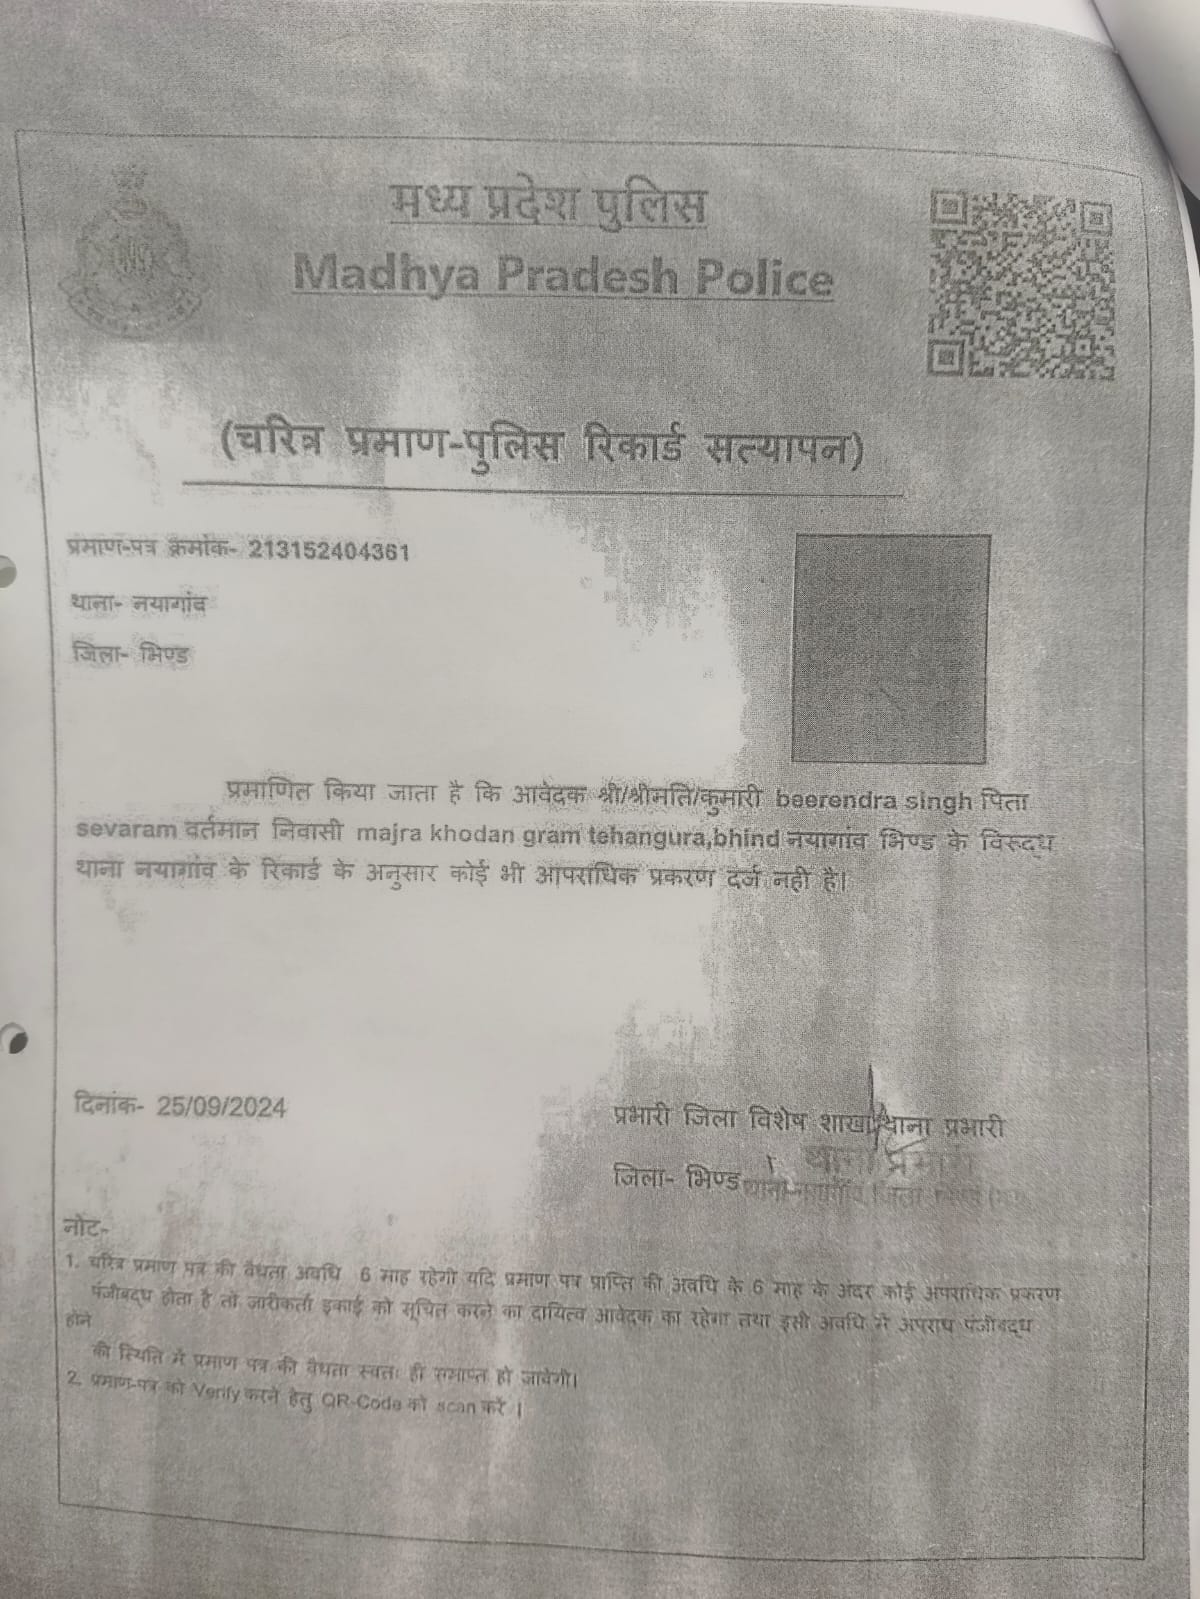 मध्य प्रदेश पुलिस
Madhya Pradesh Police
(चरित्र प्रमाण-पुलिस रिकार्ड सत्यापन)
प्रमाण-पत्र क्रमांक- 213152404361
थाना- नयागांव
जिला- भिण्ड
प्रमाणित किया जाता है कि आवेदक श्री/श्रीमति/कुमारी beerendra singh पिता
sevaram वर्तमान निवासी majra khodan gram tehangura,bhind नयागांव भिण्ड के विरुद्ध
थाना नयागांव के रिकार्ड के अनुसार कोई भी आपराधिक प्रकरण दर्ज नही है।
दिनांक- 25/09/2024
प्रभारी जिला विशेष शाखा/थाना प्रभारी
थाना प्रभारी
जिला- भिण्ड
थाना-नयागाँव जिला भिण्ड
नोट-
1. चरित्र प्रमाण पत्र की वैधता अवधि 6 माह रहेगी यदि प्रमाण पत्र प्राप्ति की अवधि के 6 माह के अंदर कोई अपराधिक प्रकरण
पंजीबद्ध होता है तो जारीकर्ता इकाई को सूचित करने का दायित्व आवेदक का रहेगा तथा इसी अवधि में अपराध पंजीबद्ध
होने
की स्थिति में प्रमाण पत्र की वैधता स्वतः ही समाप्त हो जावेगी।
2. प्रमाण-पत्र को Verify करने हेतु QR-Code को scan करें ।